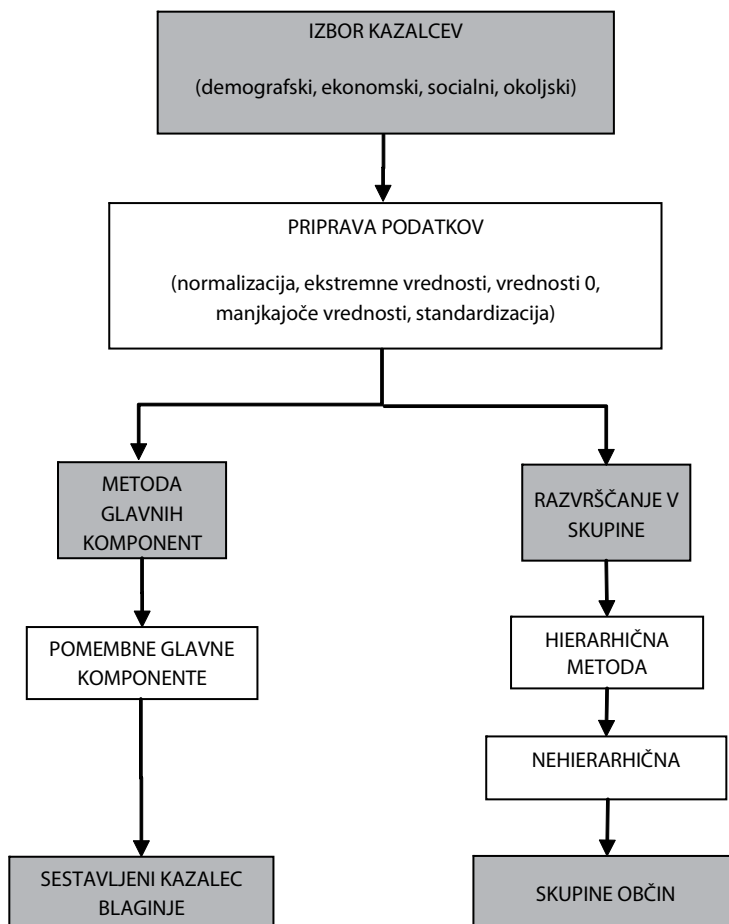 IZBOR KAZALCEV
(demografski, ekonomski, socialni, okoljski)
PRIPRAVA PODATKOV
(normalizacija, ekstremne vrednosti, vrednosti 0,
manjkajoče vrednosti, standardizacija)
METODA
GLAVNIH
KOMPONENT
POMEMBNE GLAVNE
KOMPONENTE
SESTAVLJENI KAZALEC
BLAGINJE
RAZVRŠČANJE V
SKUPINE
HIERARHIČNA
METODA
NEHIERARHIČNA
SKUPINE OBČIN